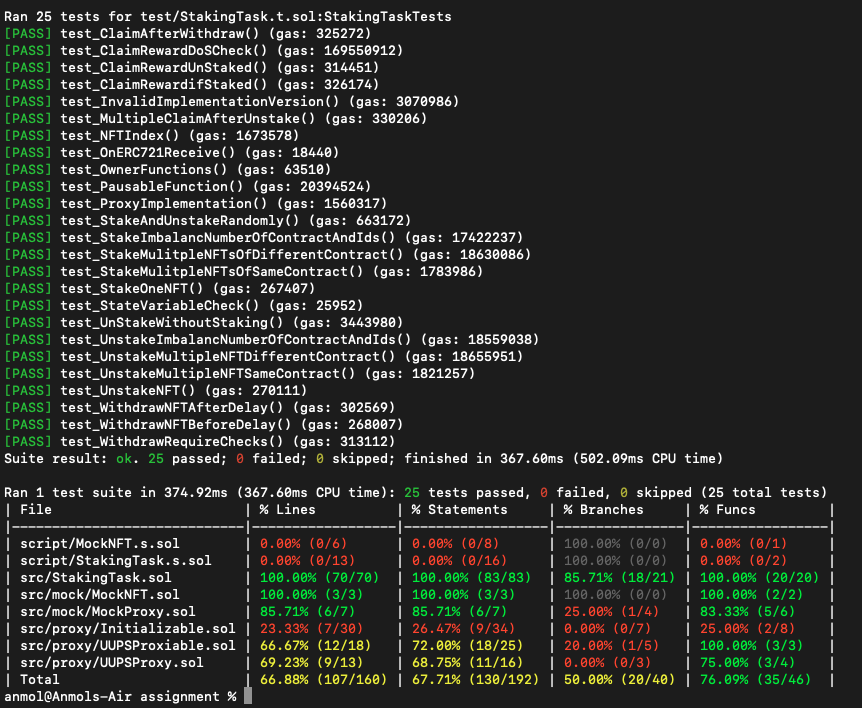 Ran 25 tests for test/StakingTask.t.sol:StakingTaskTests
[PASS] test_ClaimAfterWithdraw() (gas: 325272)
[PASS] test_ClaimRewardDoSCheck() (gas: 169550912)
[PASS] test_ClaimRewardUnStaked() (gas: 314451)
[PASS] test_ClaimRewardifStaked() (gas: 326174)
[PASS] test_InvalidImplementationVersion() (gas: 3070986)
[PASS] test_MultipleClaimAfterUnstake() (gas: 330206)
[PASS] test_NFTIndex() (gas: 1673578)
[PASS] test_OnERC721Receive() (gas: 18440)
[PASS] test_OwnerFunctions() (gas: 63510)
[PASS] test_PausableFunction() (gas: 20394524)
[PASS] test_ProxyImplementation() (gas: 1560317)
[PASS] test_StakeAndUnstakeRandomly() (gas: 663172)
[PASS] test_StakeImbalancNumberOfContractAndIds() (gas: 17422237)
[PASS] test_StakeMulitpleNFTsOfDifferentContract() (gas: 18630086)
[PASS] test_StakeMulitpleNFTsOfSameContract() (gas: 1783986)
[PASS] test_StakeOneNFT() (gas: 267407)
[PASS] test_StateVariableCheck() (gas: 25952)
[PASS] test_UnStakeWithoutStaking() (gas: 3443980)
[PASS] test_UnstakeImbalancNumberOfContractAndIds() (gas: 18559038)
[PASS] test_UnstakeMultipleNFTDifferentContract() (gas: 18655951)
[PASS] test_UnstakeMultipleNFTSameContract() (gas: 1821257)
[PASS] test_UnstakeNFT() (gas: 270111)
[PASS] test_WithdrawNFTAfterDelay() (gas: 302569)
[PASS] test_WithdrawNFTBeforeDelay() (gas: 268007)
[PASS] test_WithdrawRequireChecks() (gas: 313112)
Suite result: ok. 25 passed; 0 failed; 0 skipped; finished in 367.60ms (502.09ms CPU time)
Ran 1 test suite in 374.92ms (367.60ms CPU time): 25 tests passed, 0 failed, 0 skipped (25 total tests)
| File | % Lines | % Statements | % Branches | % Funcs |
|----------------------------|------------------|------------------|----------------|----------------|
| script/MockNFT.s.sol | 0.00% (0/6) | 0.00% (0/8) | 100.00% (0/0) | 0.00% (0/1) |
| script/StakingTask.s.sol | 0.00% (0/13) | 0.00% (0/16) | 100.00% (0/0) | 0.00% (0/2) |
| src/StakingTask.sol | 100.00% (70/70) | 100.00% (83/83) | 85.71% (18/21) | 100.00% (20/20) |
| src/mock/MockNFT.sol | 100.00% (3/3) | 100.00% (3/3) | 100.00% (0/0) | 100.00% (2/2) |
| src/mock/MockProxy.sol | 85.71% (6/7) | 85.71% (6/7) | 25.00% (1/4) | 83.33% (5/6) |
| src/proxy/Initializable.sol | 23.33% (7/30) | 26.47% (9/34) | 0.00% (0/7) | 25.00% (2/8) |
| src/proxy/UUPSProxiable.sol | 66.67% (12/18) | 72.00% (18/25) | 20.00% (1/5) | 100.00% (3/3) |
| src/proxy/UUPSProxy.sol | 69.23% (9/13) | 68.75% (11/16) | 0.00% (0/3) | 75.00% (3/4) |
| Total | 66.88% (107/160) | 67.71% (130/192) | 50.00% (20/40) | 76.09% (35/46) |
anmol@Anmols-Air assignment %